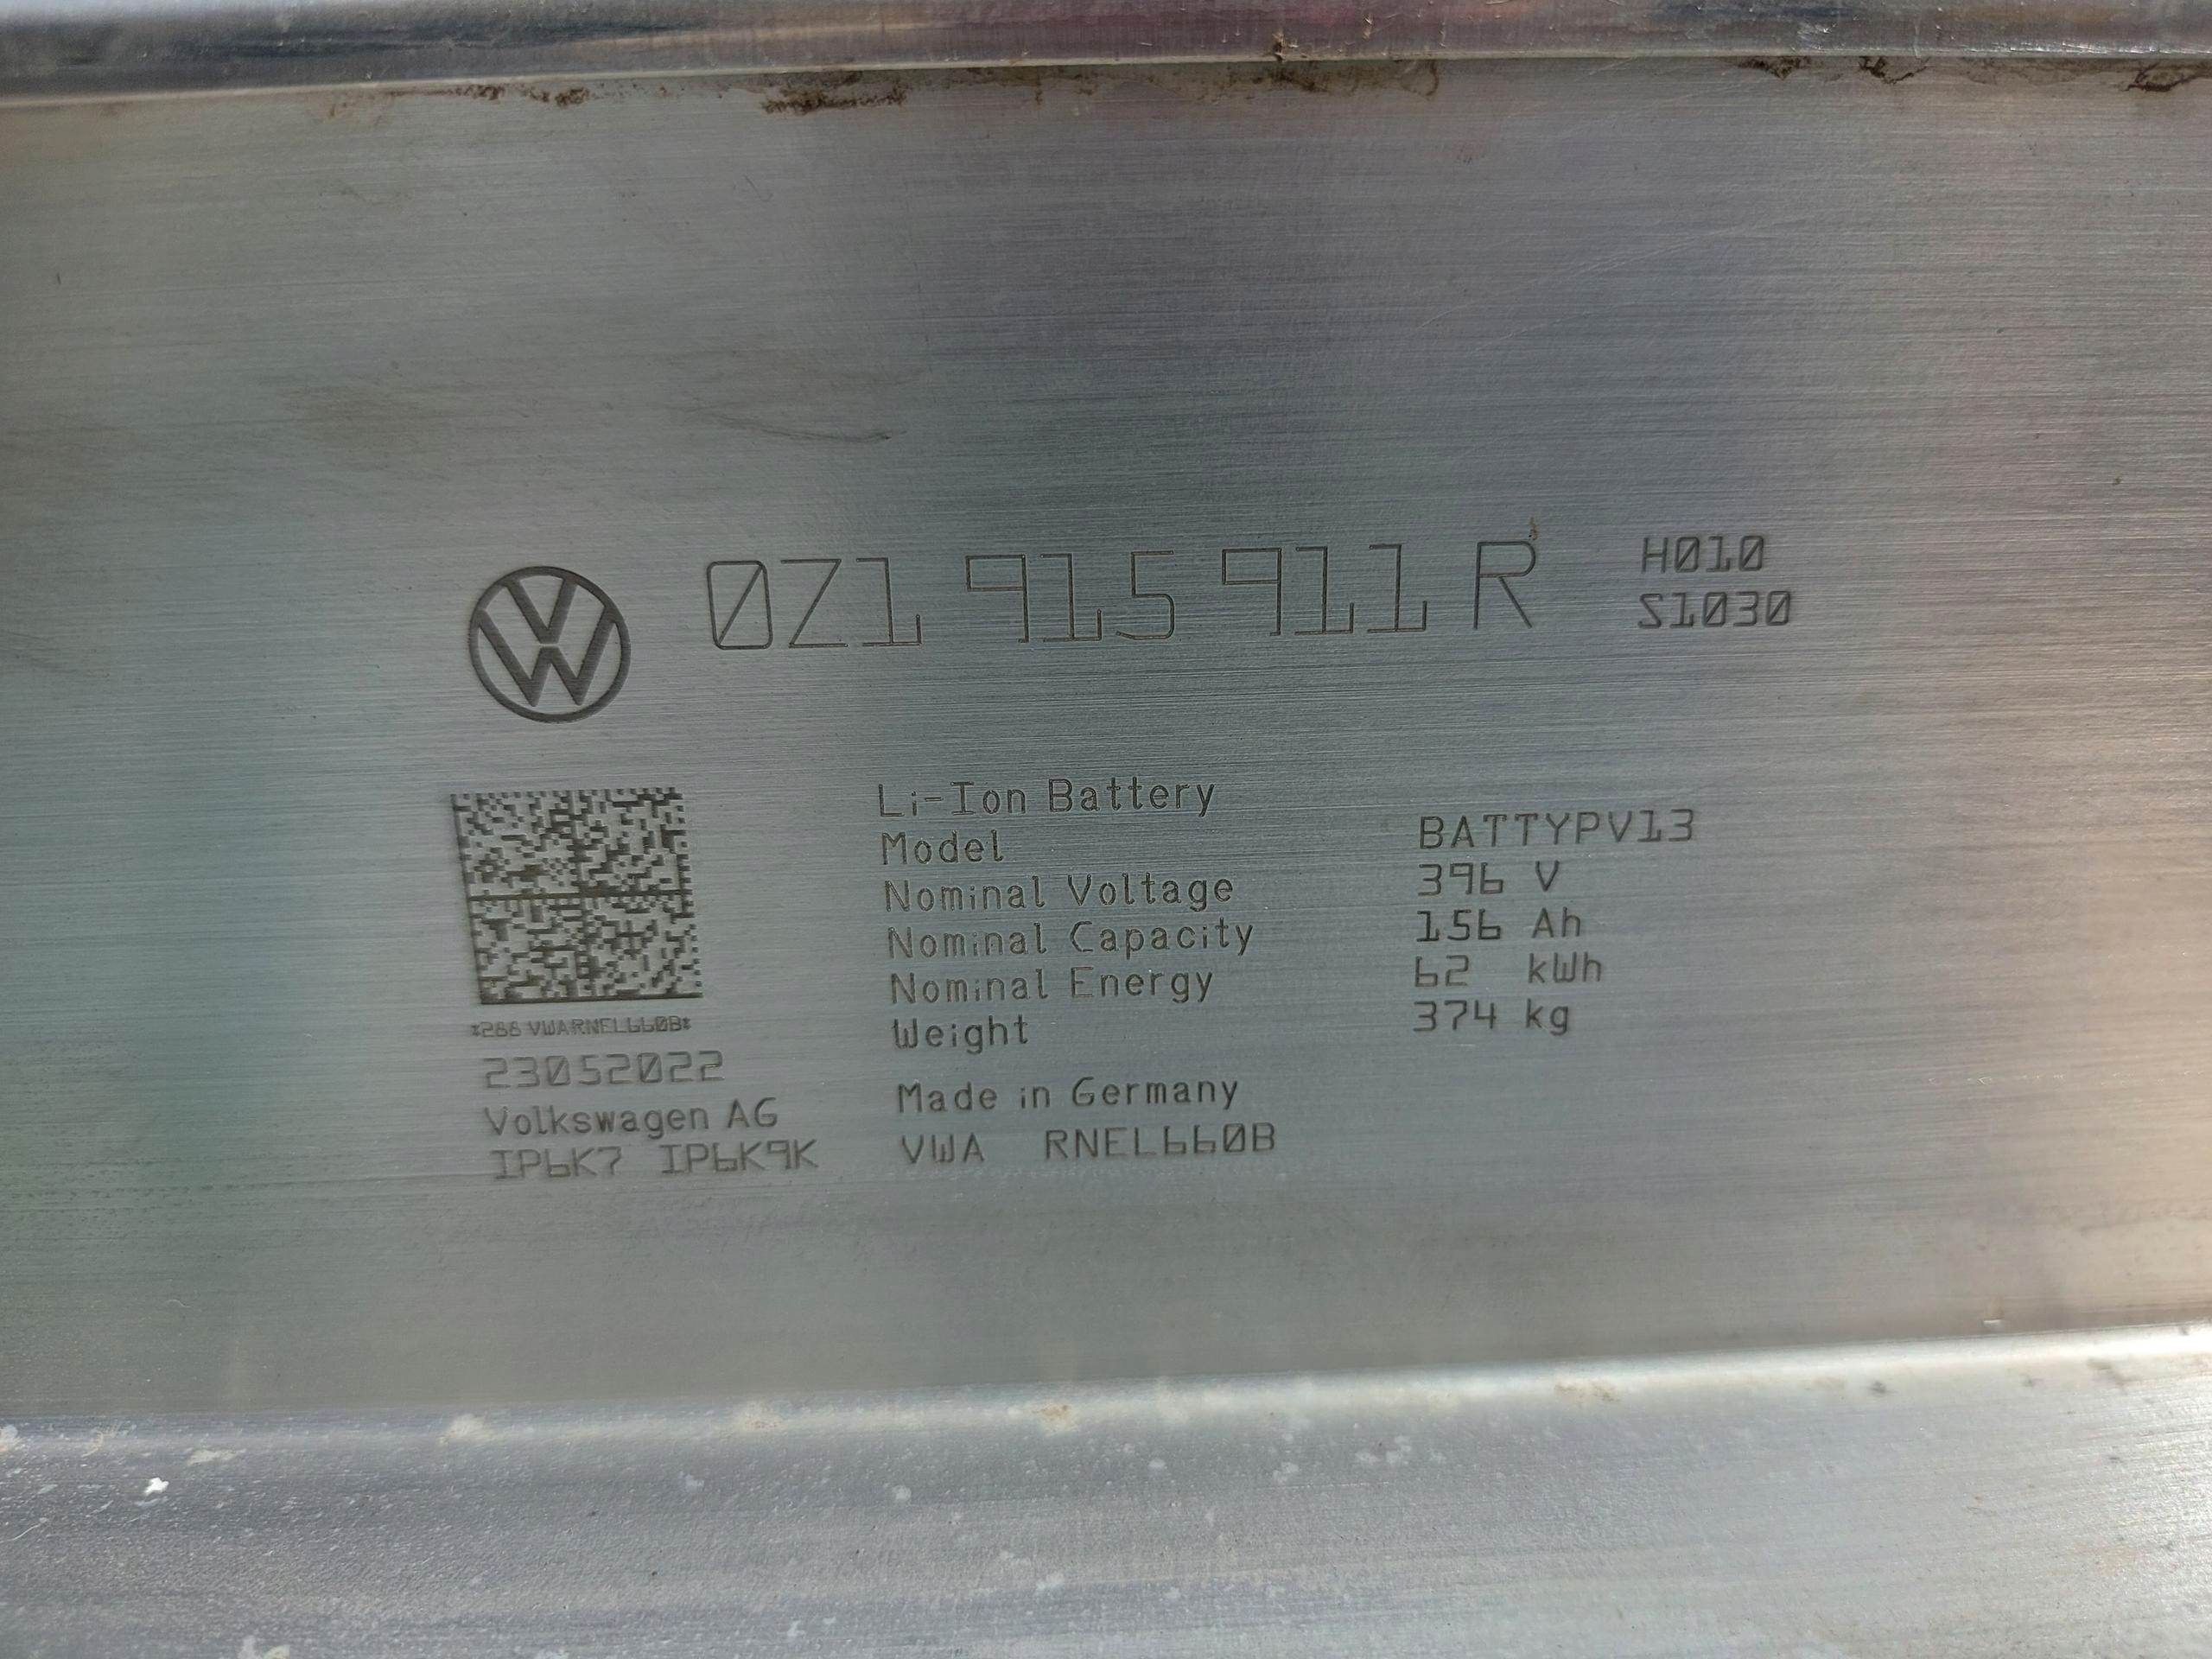 0Z1 915 911 R
H010
S1030
Li-Ion Battery
Model BATTYPV13
Nominal Voltage 396 V
Nominal Capacity 156 Ah
Nominal Energy 62 kWh
Weight 374 kg
*266 VWARNEL660B*
23052022
Volkswagen AG
IP6K7 IP6K9K
Made in Germany
VWA RNEL660B